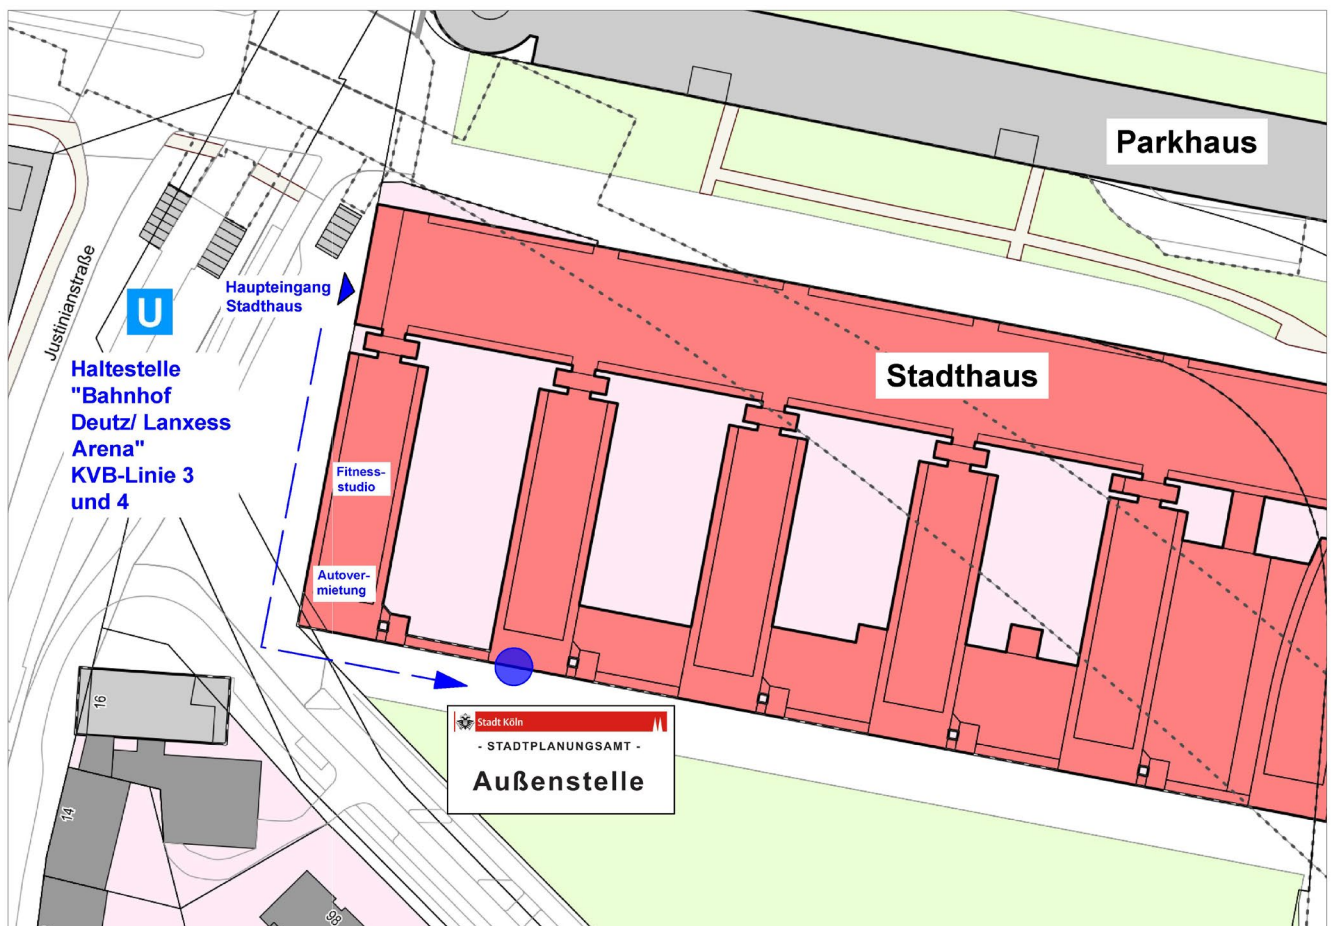 Parkhaus
Justinianstraße
Haupteingang
Stadthaus
U
Haltestelle
"Bahnhof
Deutz/ Lanxess
Arena"
KVB-Linie 3
und 4
Stadthaus
Fitness-
studio
Autover-
mietung
16
14
98
Stadt Köln
- STADTPLANUNGSAMT -
Außenstelle